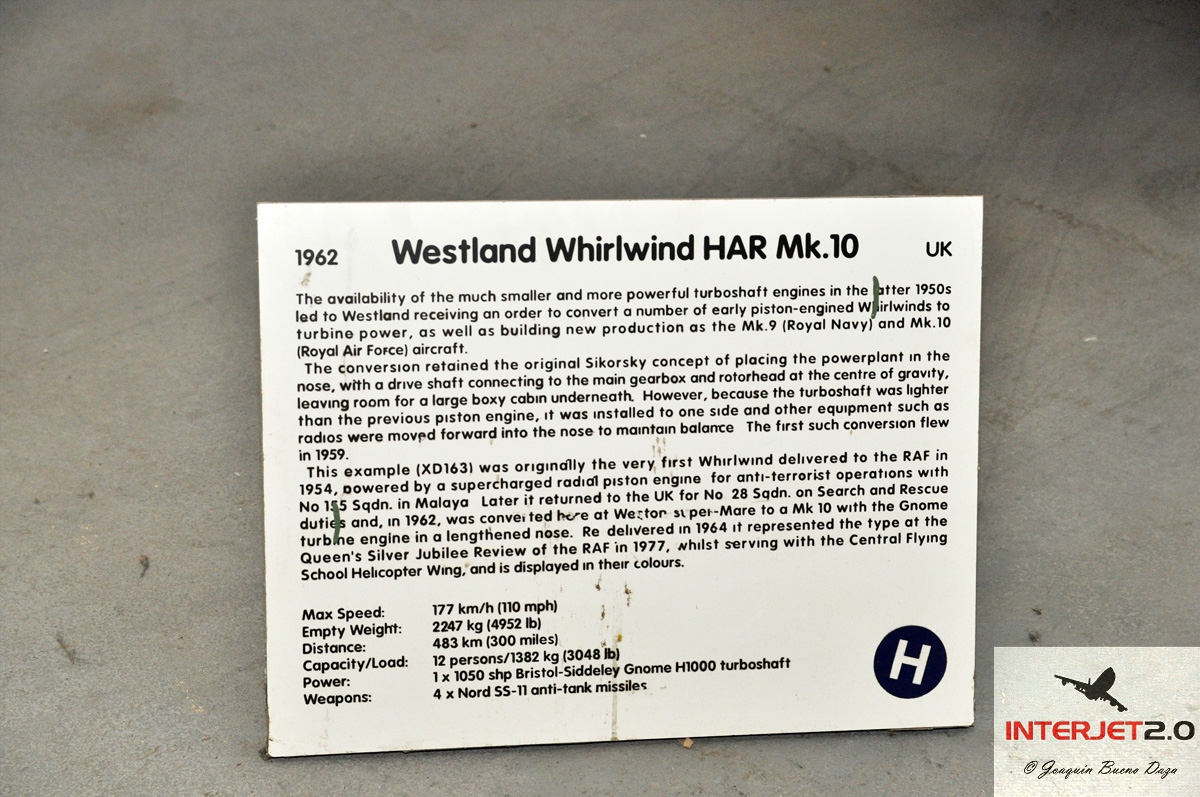 1962 Westland Whirlwind HAR Mk.10 UK
The availability of the much smaller and more powerful turboshaft engines in the latter 1950s
led to Westland receiving an order to convert a number of early piston-engined Whirlwinds to
turbine power, as well as building new production as the Mk.9 (Royal Navy) and Mk.10
(Royal Air Force) aircraft.
The conversion retained the original Sikorsky concept of placing the powerplant in the
nose, with a drive shaft connecting to the main gearbox and rotorhead at the centre of gravity,
leaving room for a large boxy cabin underneath. However, because the turboshaft was lighter
than the previous piston engine, it was installed to one side and other equipment such as
radios were moved forward into the nose to maintain balance The first such conversion flew
in 1959.
This example (XD163) was originally the very first Whirlwind delivered to the RAF in
1954, powered by a supercharged radial piston engine for anti-terrorist operations with
No 155 Sqdn. in Malaya Later it returned to the UK for No 28 Sqdn. on Search and Rescue
duties and, in 1962, was converted here at Weston super-Mare to a Mk 10 with the Gnome
turbine engine in a lengthened nose. Re delivered in 1964 it represented the type at the
Queen's Silver Jubilee Review of the RAF in 1977, whilst serving with the Central Flying
School Helicopter Wing, and is displayed in their colours.
Max Speed: 177 km/h (110 mph)
Empty Weight: 2247 kg (4952 lb)
Distance: 483 km (300 miles)
Capacity/Load: 12 persons/1382 kg (3048 lb)
Power: 1 x 1050 shp Bristol-Siddeley Gnome H1000 turboshaft
Weapons: 4 x Nord SS-11 anti-tank missiles
H
INTERJET2.0
© Joaquin Bueno Daza